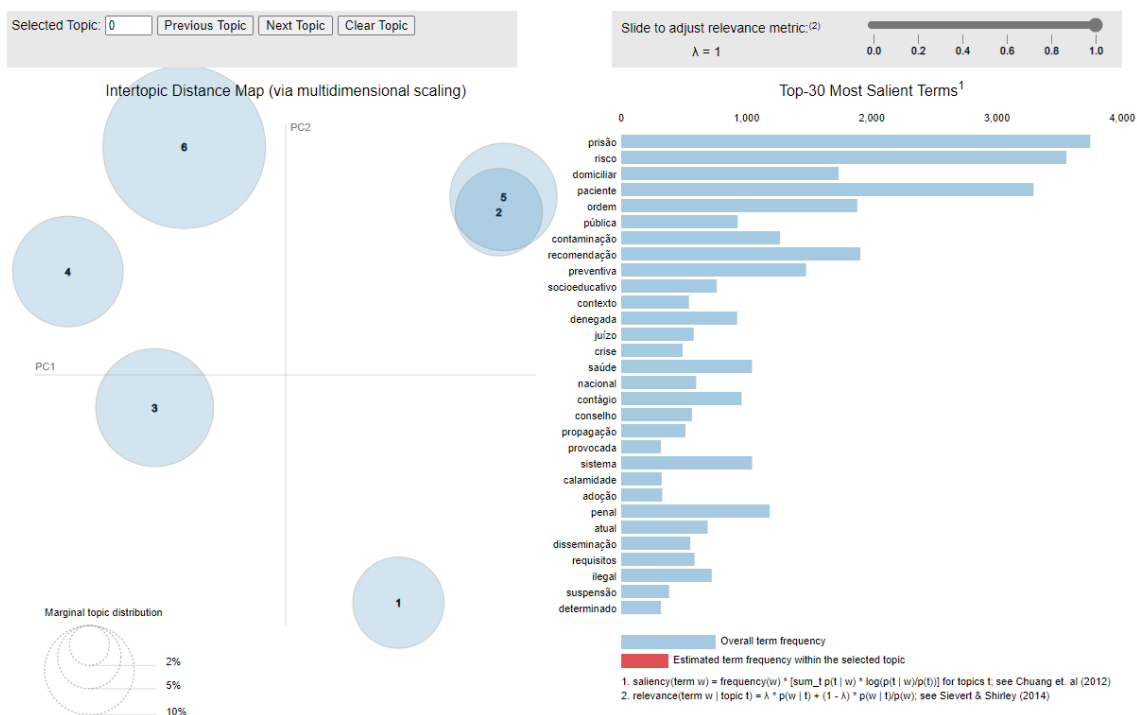 Selected Topic: 0 Previous Topic Next Topic Clear Topic
Slide to adjust relevance metric:(2)
λ = 1
0.0 0.2 0.4 0.6 0.8 1.0
Intertopic Distance Map (via multidimensional scaling)
PC2
PC1
6
5
2
4
3
1
Marginal topic distribution
2%
5%
10%
Top-30 Most Salient Terms1
0 1,000 2,000 3,000 4,000
prisão
risco
domiciliar
paciente
ordem
pública
contaminação
recomendação
preventiva
socioeducativo
contexto
denegada
juízo
crise
saúde
nacional
contágio
conselho
propagação
provocada
sistema
calamidade
adoção
penal
atual
disseminação
requisitos
ilegal
suspensão
determinado
Overall term frequency
Estimated term frequency within the selected topic
1. saliency(term w) = frequency(w) * [sum_t p(t | w) * log(p(t | w)/p(t))] for topics t; see Chuang et. al (2012)
2. relevance(term w | topic t) = λ * p(w | t) + (1 - λ) * p(w | t)/p(w); see Sievert & Shirley (2014)